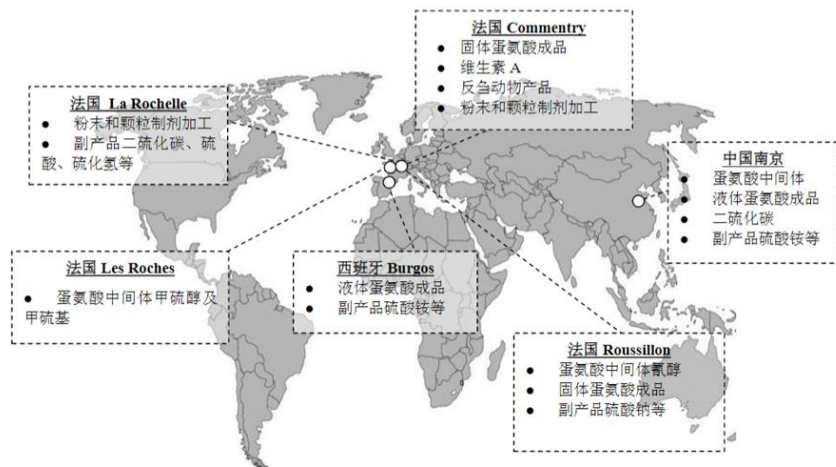 法国 Commentry
● 固体蛋氨酸成品
● 维生素 A
● 反刍动物产品
● 粉末和颗粒制剂加工
法国 La Rochelle
● 粉末和颗粒制剂加工
● 副产品二硫化碳、硫
酸、硫化氢等
中国南京
● 蛋氨酸中间体
● 液体蛋氨酸成品
● 二硫化碳
● 副产品硫酸铵等
法国 Les Roches
● 蛋氨酸中间体甲硫醇及
甲硫基
西班牙 Burgos
● 液体蛋氨酸成品
● 副产品硫酸铵等
法国 Roussillon
● 蛋氨酸中间体氰醇
● 固体蛋氨酸成品
● 副产品硫酸钠等